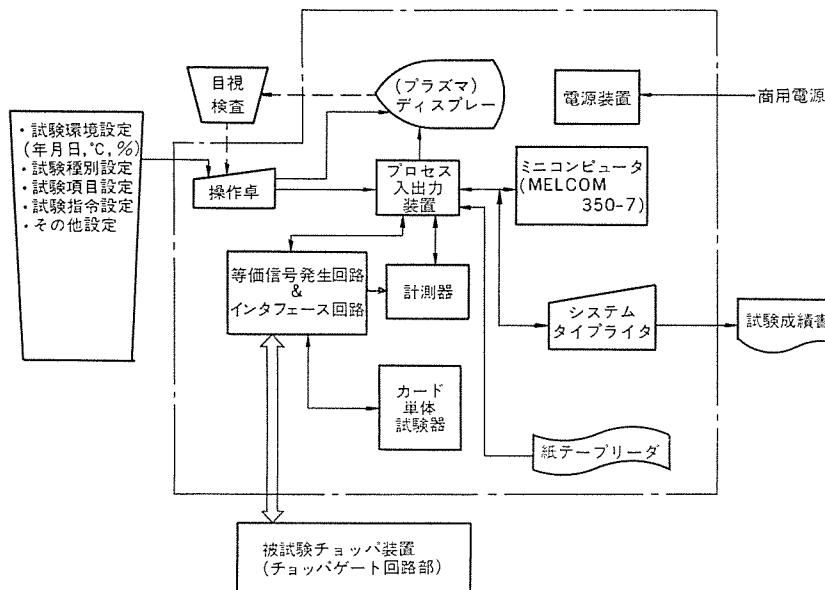 目視
検査
(プラズマ)
ディスプレー
電源装置
商用電源
・試験環境設定
(年月日,℃,%)
・試験種別設定
・試験項目設定
・試験指令設定
・その他設定
操作卓
プロセス
入出力
装置
ミニコンピュータ
(MELCOM
350-7)
等価信号発生回路
&
インタフェース回路
計測器
システム
タイプライタ
試験成績書
カード
単体
試験器
紙テープリーダ
被試験チョッパ装置
(チョッパゲート回路部)